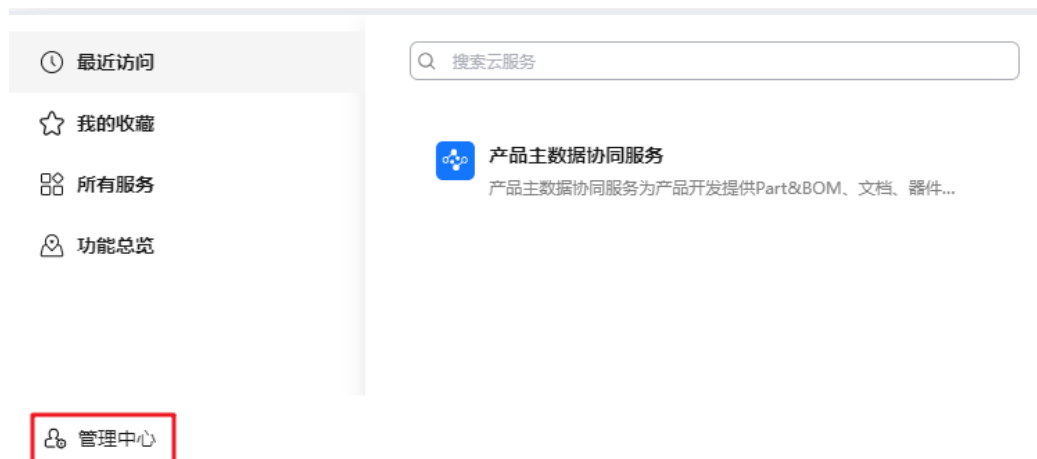 最近访问
我的收藏
所有服务
功能总览
管理中心
搜索云服务
产品主数据协同服务
产品主数据协同服务为产品开发提供Part&BOM、文档、器件...